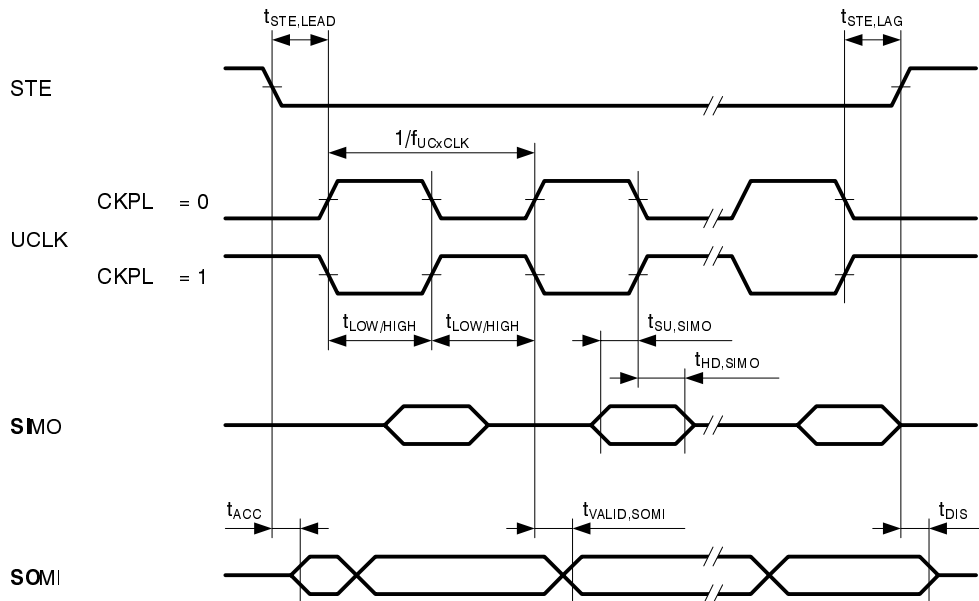 tSTE,LEAD
tSTE,LAG
STE
1/fUCxCLK
CKPL = 0
UCLK
CKPL = 1
tLOW/HIGH tLOW/HIGH
tSU,SIMO
tHD,SIMO
SIMO
tACC
tVALID,SOMI
tDIS
SOMI